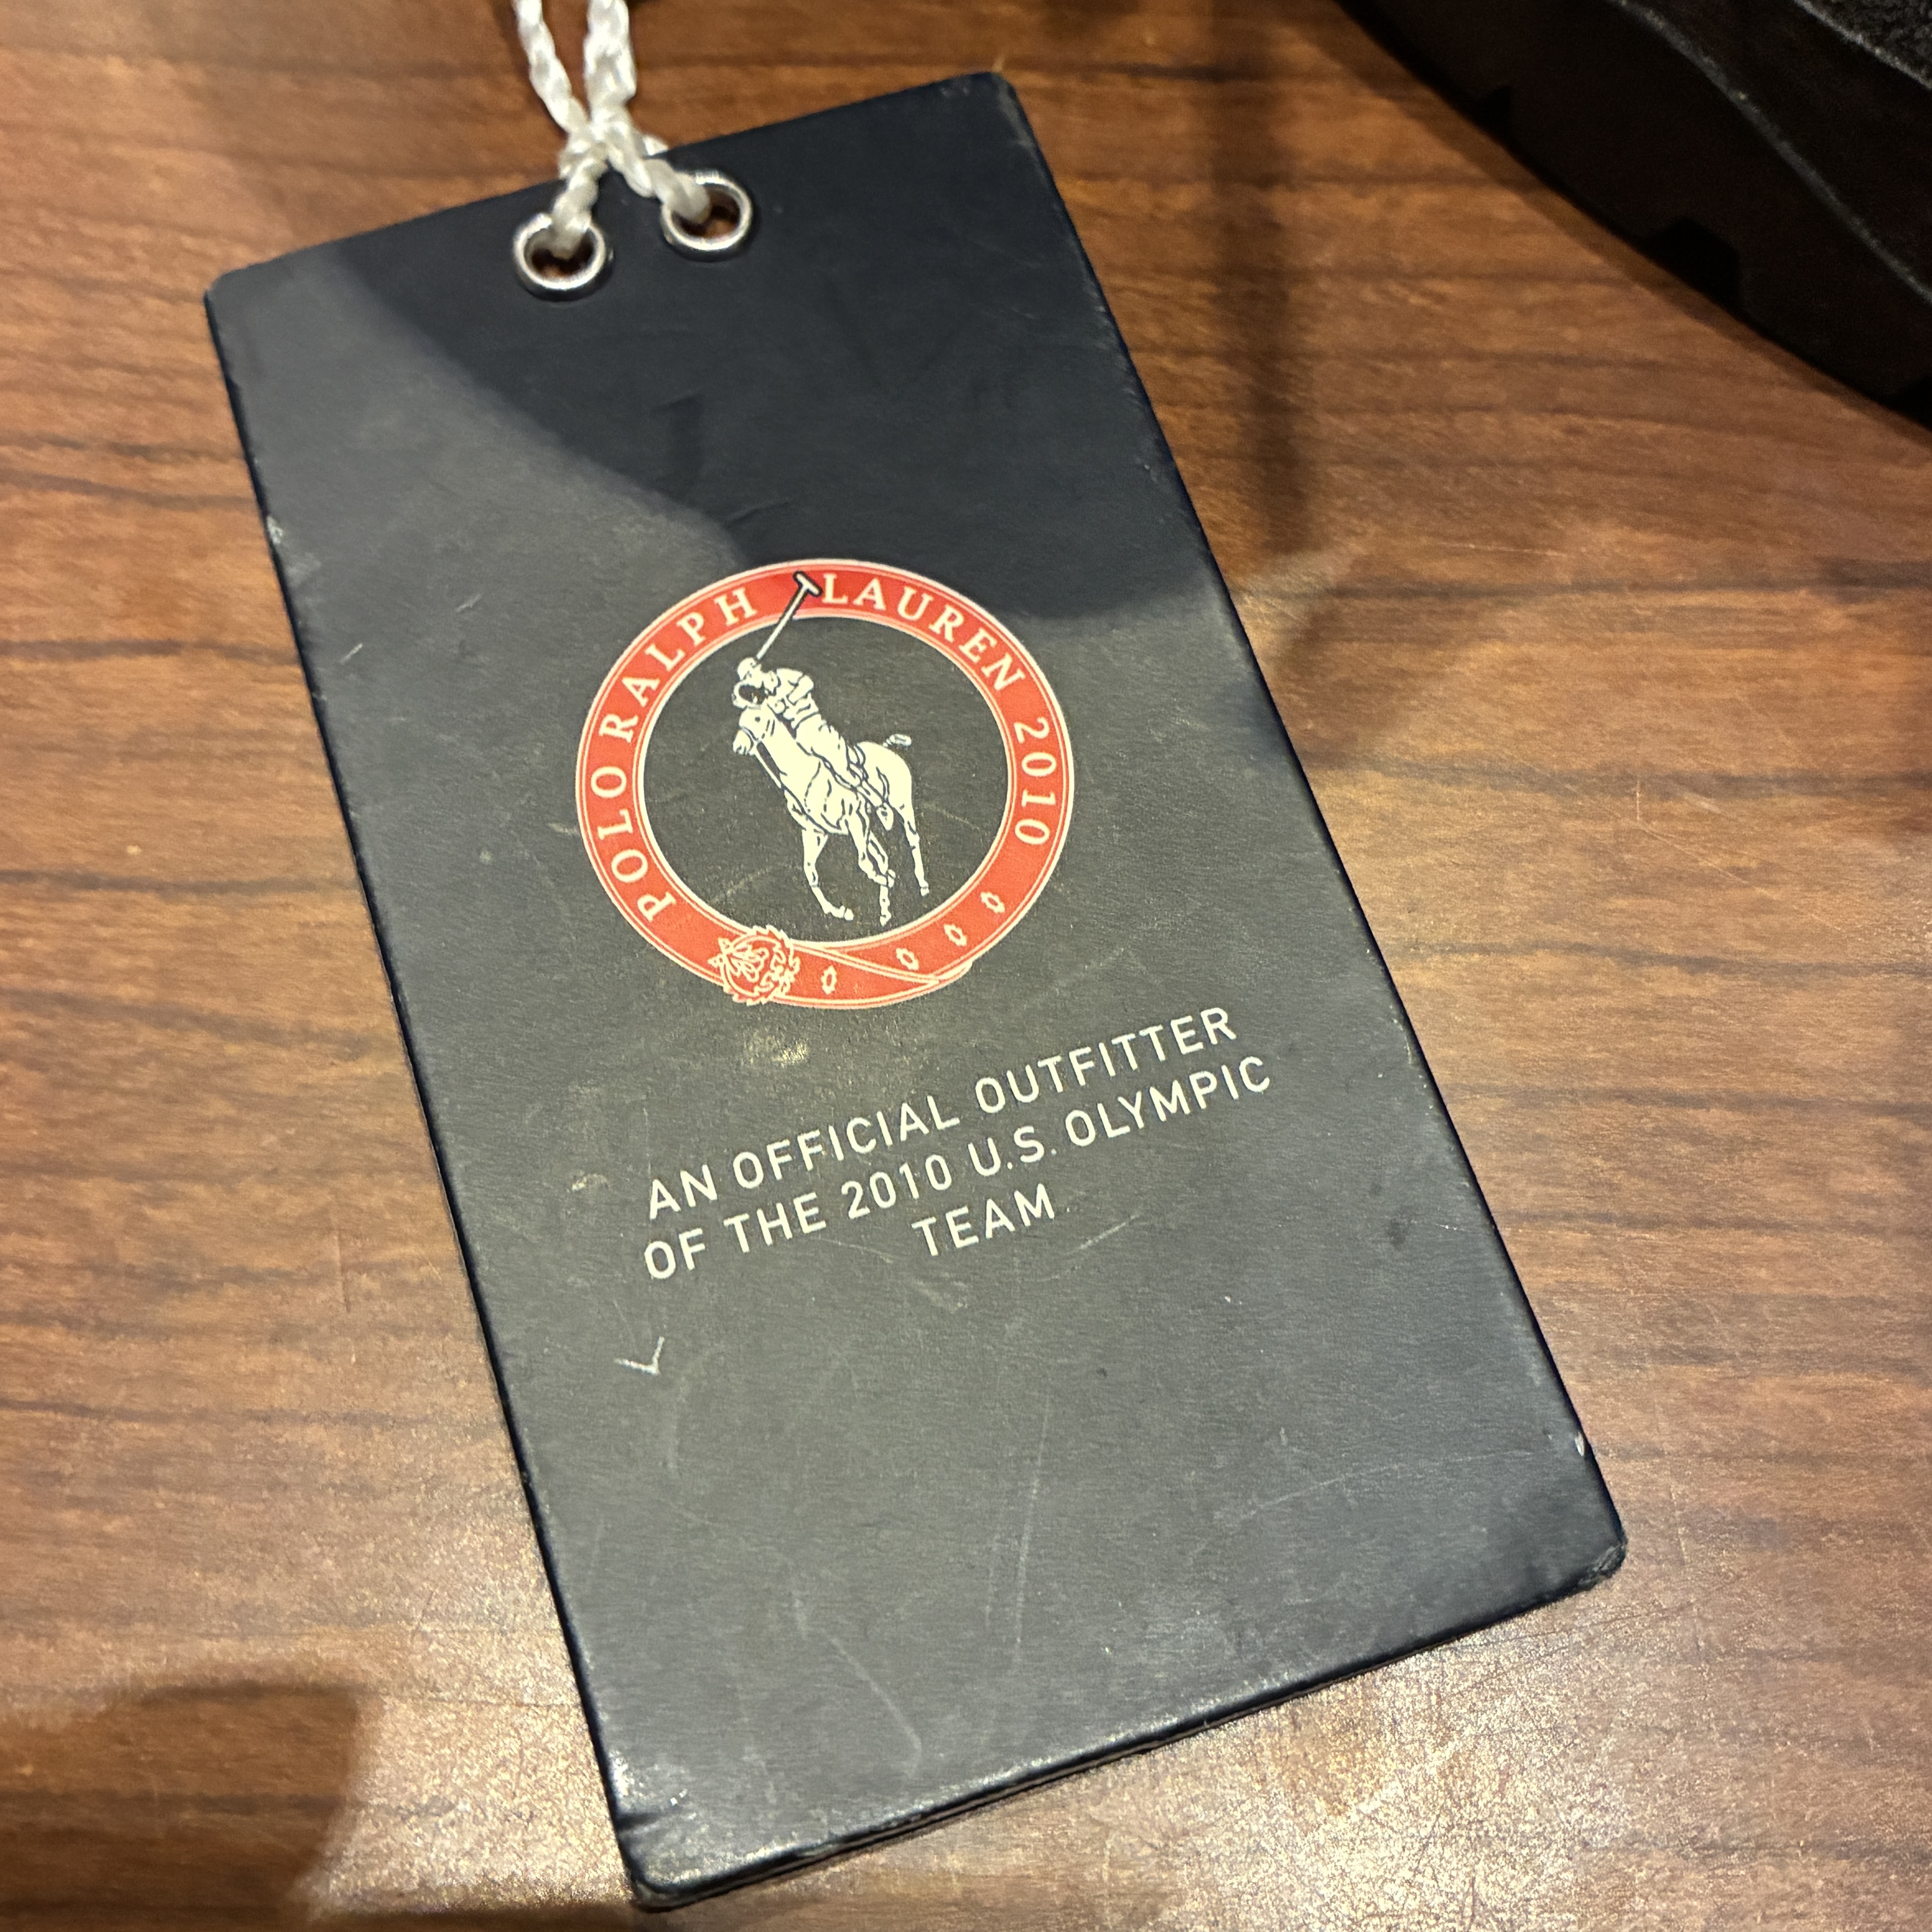 POLO RALPH LAUREN 2010
AN OFFICIAL OUTFITTER
OF THE 2010 U.S. OLYMPIC
TEAM